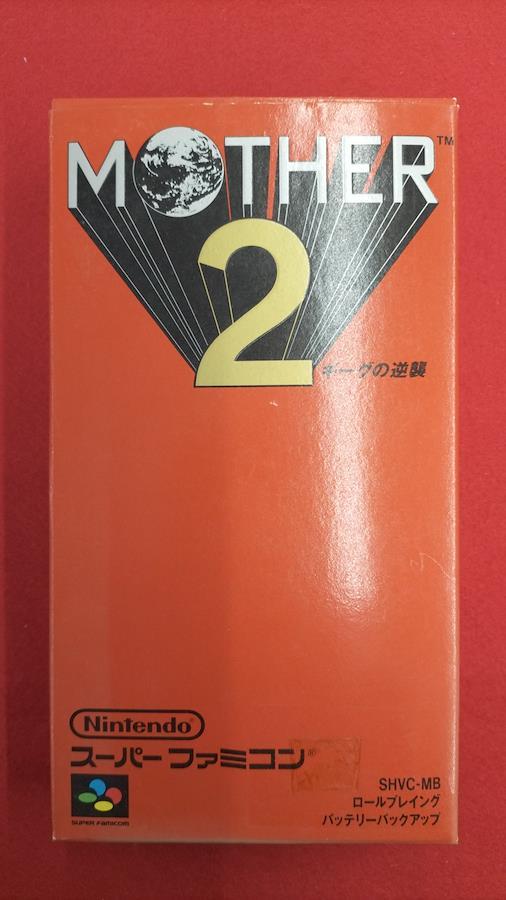 MOTHER™
2
ギーグの逆襲
Nintendo®
スーパーファミコン®
SUPER FAMICOM
SHVC-MB
ロールプレイング
バッテリーバックアップ